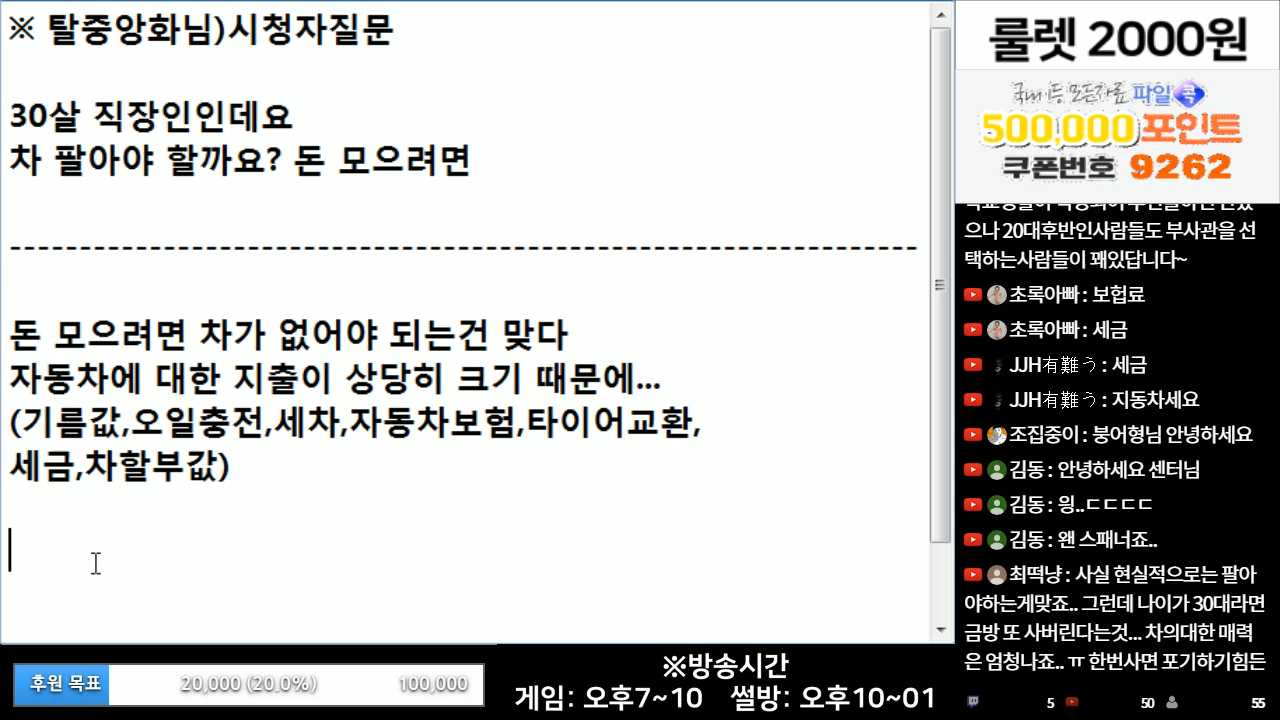 ※ 탈중앙화님)시청자질문
30살 직장인인데요
차 팔아야 할까요? 돈 모으려면
-----------------------------------------------------------------
돈 모으려면 차가 없어야 되는건 맞다
자동차에 대한 지출이 상당히 크기 때문에...
(기름값,오일충전,세차,자동차보험,타이어교환,
세금,차할부값)
룰렛 2000원
모든자료 파일콕
500,000 포인트
쿠폰번호 9262
으나 20대후반인사람들도 부사관을 선
택하는사람들이 꽤있답니다~
초록아빠 : 보험료
초록아빠 : 세금
JJH有難う : 세금
JJH有難う : 지동차세요
조집중이 : 붕어형님 안녕하세요
김동 : 안녕하세요 센터님
김동 : 읭..ㄷㄷㄷㄷ
김동 : 왠 스패너죠..
최떡냥 : 사실 현실적으로는 팔아
야하는게맞죠.. 그런데 나이가 30대라면
금방 또 사버린다는것... 차의대한 매력
은 엄청나죠.. ㅠ 한번사면 포기하기힘든
5 50 55
후원 목표 20,000 (20.0%) 100,000
※방송시간
게임: 오후7~10 썰방: 오후10~01